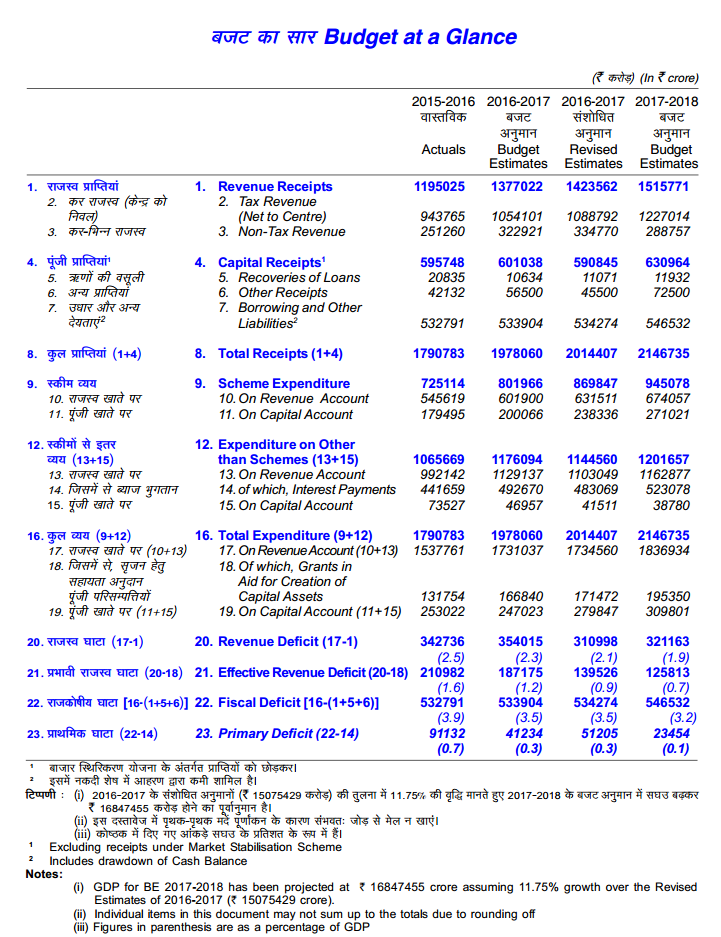 बजट का सार Budget at a Glance
(₹ करोड़) (In ₹ crore)
2015-2016 2016-2017 2016-2017 2017-2018
वास्तविक बजट संशोधित बजट
अनुमान अनुमान अनुमान
Actuals Budget Revised Budget
Estimates Estimates Estimates
1. राजस्व प्राप्तियां 1. Revenue Receipts 1195025 1377022 1423562 1515771
2. कर राजस्व (केन्द्र को 2. Tax Revenue
निवल) (Net to Centre) 943765 1054101 1088792 1227014
3. कर-भिन्न राजस्व 3. Non-Tax Revenue 251260 322921 334770 288757
4. पूंजी प्राप्तियां¹ 4. Capital Receipts¹ 595748 601038 590845 630964
5. ऋणों की वसूली 5. Recoveries of Loans 20835 10634 11071 11932
6. अन्य प्राप्तियां 6. Other Receipts 42132 56500 45500 72500
7. उधार और अन्य 7. Borrowing and Other
देयताएं² Liabilities² 532791 533904 534274 546532
8. कुल प्राप्तियां (1+4) 8. Total Receipts (1+4) 1790783 1978060 2014407 2146735
9. स्कीम व्यय 9. Scheme Expenditure 725114 801966 869847 945078
10. राजस्व खाते पर 10. On Revenue Account 545619 601900 631511 674057
11. पूंजी खाते पर 11. On Capital Account 179495 200066 238336 271021
12. स्कीमों से इतर 12. Expenditure on Other
व्यय (13+15) than Schemes (13+15) 1065669 1176094 1144560 1201657
13. राजस्व खाते पर 13. On Revenue Account 992142 1129137 1103049 1162877
14. जिसमें से ब्याज भुगतान 14. of which, Interest Payments 441659 492670 483069 523078
15. पूंजी खाते पर 15. On Capital Account 73527 46957 41511 38780
16. कुल व्यय (9+12) 16. Total Expenditure (9+12) 1790783 1978060 2014407 2146735
17. राजस्व खाते पर (10+13) 17. On Revenue Account (10+13) 1537761 1731037 1734560 1836934
18. जिसमें से, सृजन हेतु 18. Of which, Grants in
सहायता अनुदान Aid for Creation of
पूंजी परिसम्पत्तियां Capital Assets 131754 166840 171472 195350
19. पूंजी खाते पर (11+15) 19. On Capital Account (11+15) 253022 247023 279847 309801
20. राजस्व घाटा (17-1) 20. Revenue Deficit (17-1) 342736 354015 310998 321163
(2.5) (2.3) (2.1) (1.9)
21. प्रभावी राजस्व घाटा (20-18) 21. Effective Revenue Deficit (20-18) 210982 187175 139526 125813
(1.6) (1.2) (0.9) (0.7)
22. राजकोषीय घाटा [16-(1+5+6)] 22. Fiscal Deficit [16-(1+5+6)] 532791 533904 534274 546532
(3.9) (3.5) (3.5) (3.2)
23. प्राथमिक घाटा (22-14) 23. Primary Deficit (22-14) 91132 41234 51205 23454
(0.7) (0.3) (0.3) (0.1)
¹ बाजार स्थिरिकरण योजना के अंतर्गत प्राप्तियों को छोड़कर।
² इसमें नकदी शेष में आहरण द्वारा कमी शामिल है।
टिप्पणी : (i) 2016-2017 के संशोधित अनुमानों (₹ 15075429 करोड़) की तुलना में 11.75% की वृद्धि मानते हुए 2017-2018 के बजट अनुमान में सघउ बढ़कर
₹ 16847455 करोड़ होने का पूर्वानुमान है।
(ii) इस दस्तावेज में पृथक-पृथक मदें पूर्णांकन के कारण संभवतः जोड़ से मेल न खाएं।
(iii) कोष्ठक में दिए गए आंकड़े सघउ के प्रतिशत के रूप में हैं।
¹ Excluding receipts under Market Stabilisation Scheme
² Includes drawdown of Cash Balance
Notes:
(i) GDP for BE 2017-2018 has been projected at ₹ 16847455 crore assuming 11.75% growth over the Revised
Estimates of 2016-2017 (₹ 15075429 crore).
(ii) Individual items in this document may not sum up to the totals due to rounding off
(iii) Figures in parenthesis are as a percentage of GDP